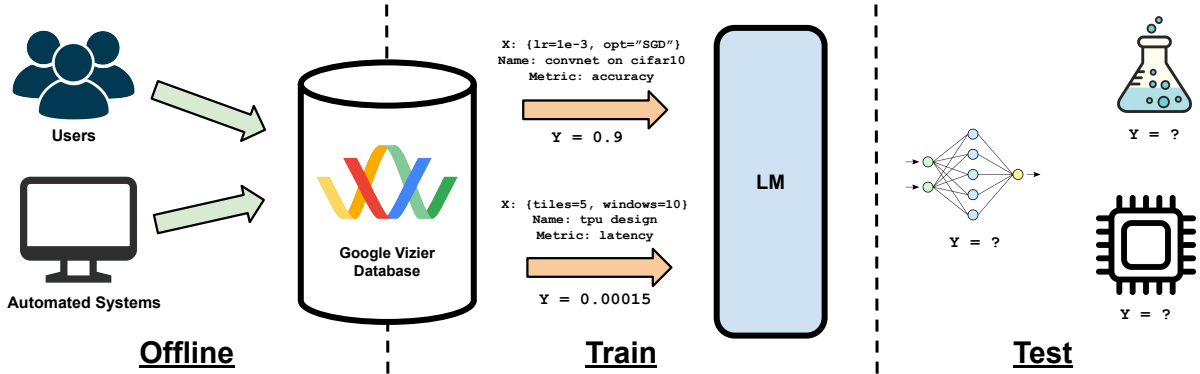 Users
Automated Systems
Offline
Google Vizier
Database
X: {lr=1e-3, opt=”SGD”}
Name: convnet on cifar10
Metric: accuracy
Y = 0.9
X: {tiles=5, windows=10}
Name: tpu design
Metric: latency
Y = 0.00015
Train
LM
Y = ?
Y = ?
Y = ?
Test